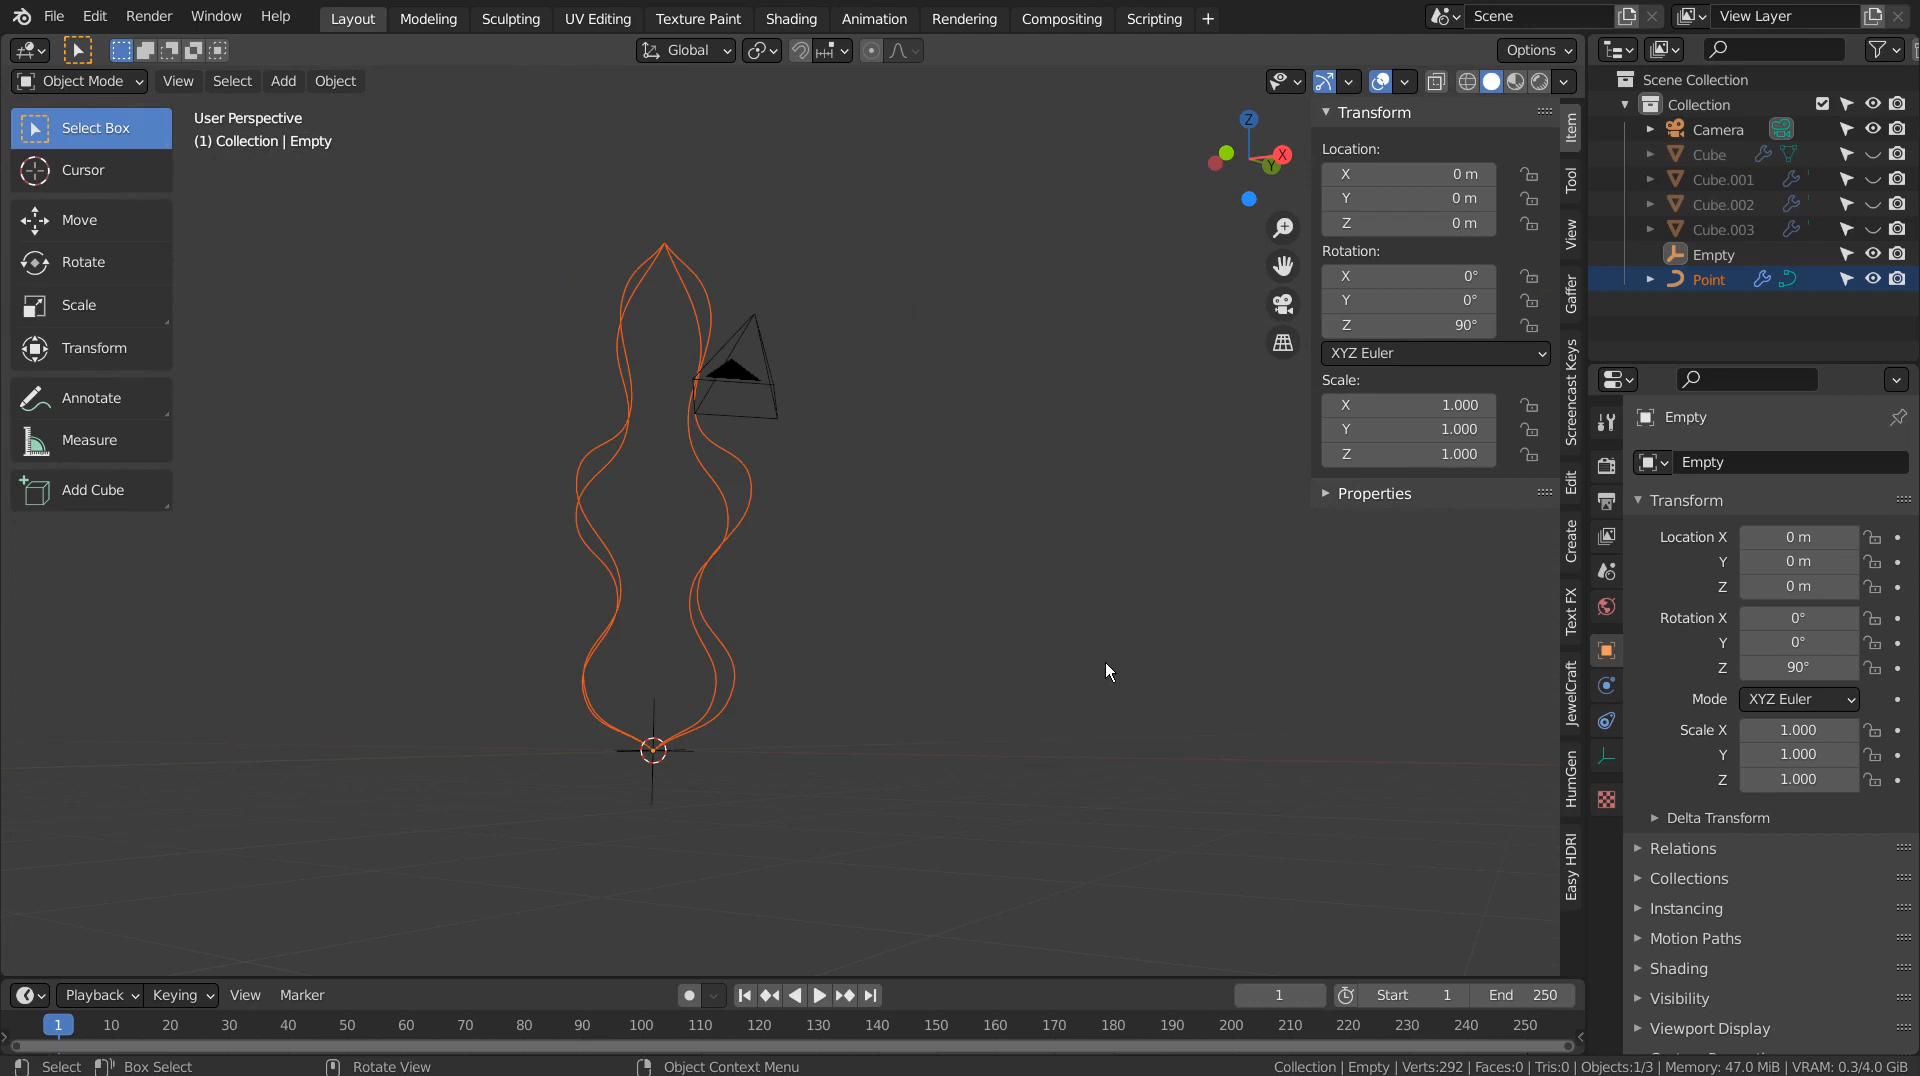 File Edit Render Window Help Layout Modeling Sculpting UV Editing Texture Paint Shading Animation Rendering Compositing Scripting + Scene View Layer
Global Options
Object Mode View Select Add Object
Select Box
Cursor
Move
Rotate
Scale
Transform
Annotate
Measure
Add Cube
User Perspective
(1) Collection | Empty
Z
X
Y
Transform
Location:
X 0 m
Y 0 m
Z 0 m
Rotation:
X 0°
Y 0°
Z 90°
XYZ Euler
Scale:
X 1.000
Y 1.000
Z 1.000
Properties
Item
Tool
View
Gaffer
Screencast Keys
Edit
Create
Text FX
JewelCraft
HumGen
Easy HDRI
Scene Collection
Collection
Camera
Cube
Cube.001
Cube.002
Cube.003
Empty
Point
Empty
Empty
Transform
Location X 0 m
Y 0 m
Z 0 m
Rotation X 0°
Y 0°
Z 90°
Mode XYZ Euler
Scale X 1.000
Y 1.000
Z 1.000
Delta Transform
Relations
Collections
Instancing
Motion Paths
Shading
Visibility
Viewport Display
Playback Keying View Marker 1 Start 1 End 250
1 10 20 30 40 50 60 70 80 90 100 110 120 130 140 150 160 170 180 190 200 210 220 230 240 250
Select Box Select Rotate View Object Context Menu Collection | Empty | Verts:292 | Faces:0 | Tris:0 | Objects:1/3 | Memory: 47.0 MiB | VRAM: 0.3/4.0 GiB